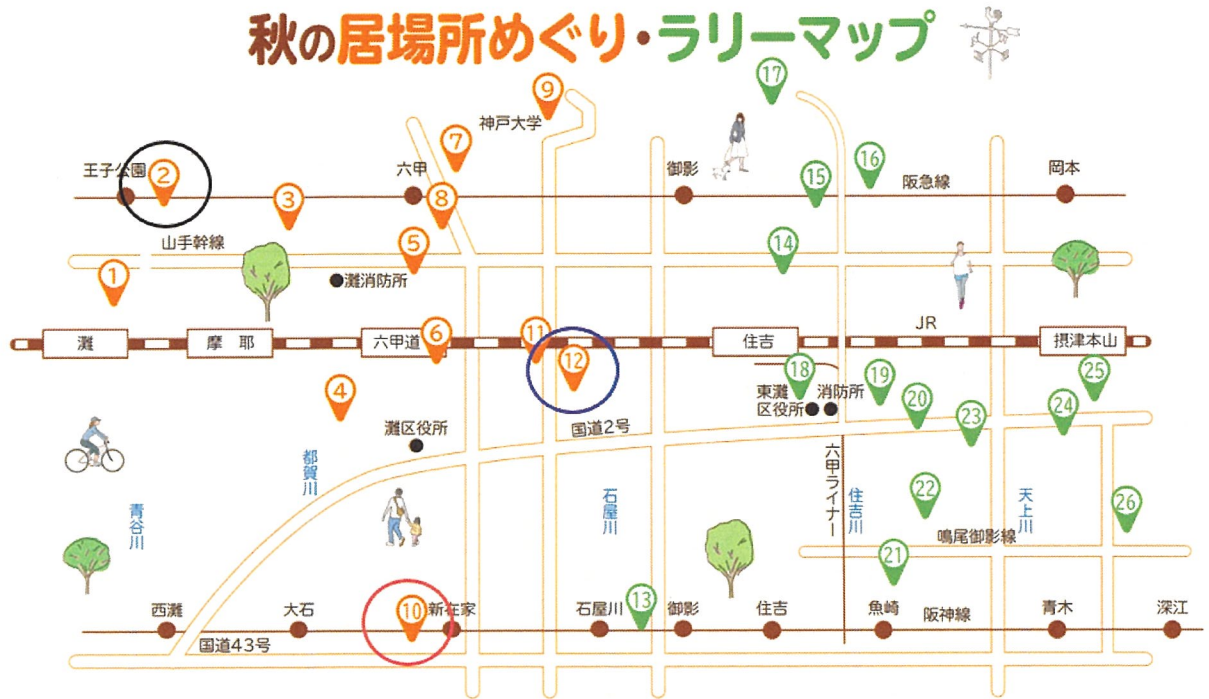 秋の居場所めぐり・ラリーマップ
17
9
神戸大学
7
16
王子公園
2
六甲
御影
15
阪急線
岡本
3
8
山手幹線
5
14
1
灘消防所
JR
灘
摩耶
六甲道
6
11
住吉
摂津本山
12
18
19
25
4
東灘
区役所
消防所
20
24
23
国道2号
灘区役所
都賀川
六甲ライナー
青谷川
石屋川
住吉川
22
天上川
26
鳴尾御影線
21
西灘
大石
10
新在家
石屋川
13
御影
住吉
魚崎
阪神線
青木
深江
国道43号